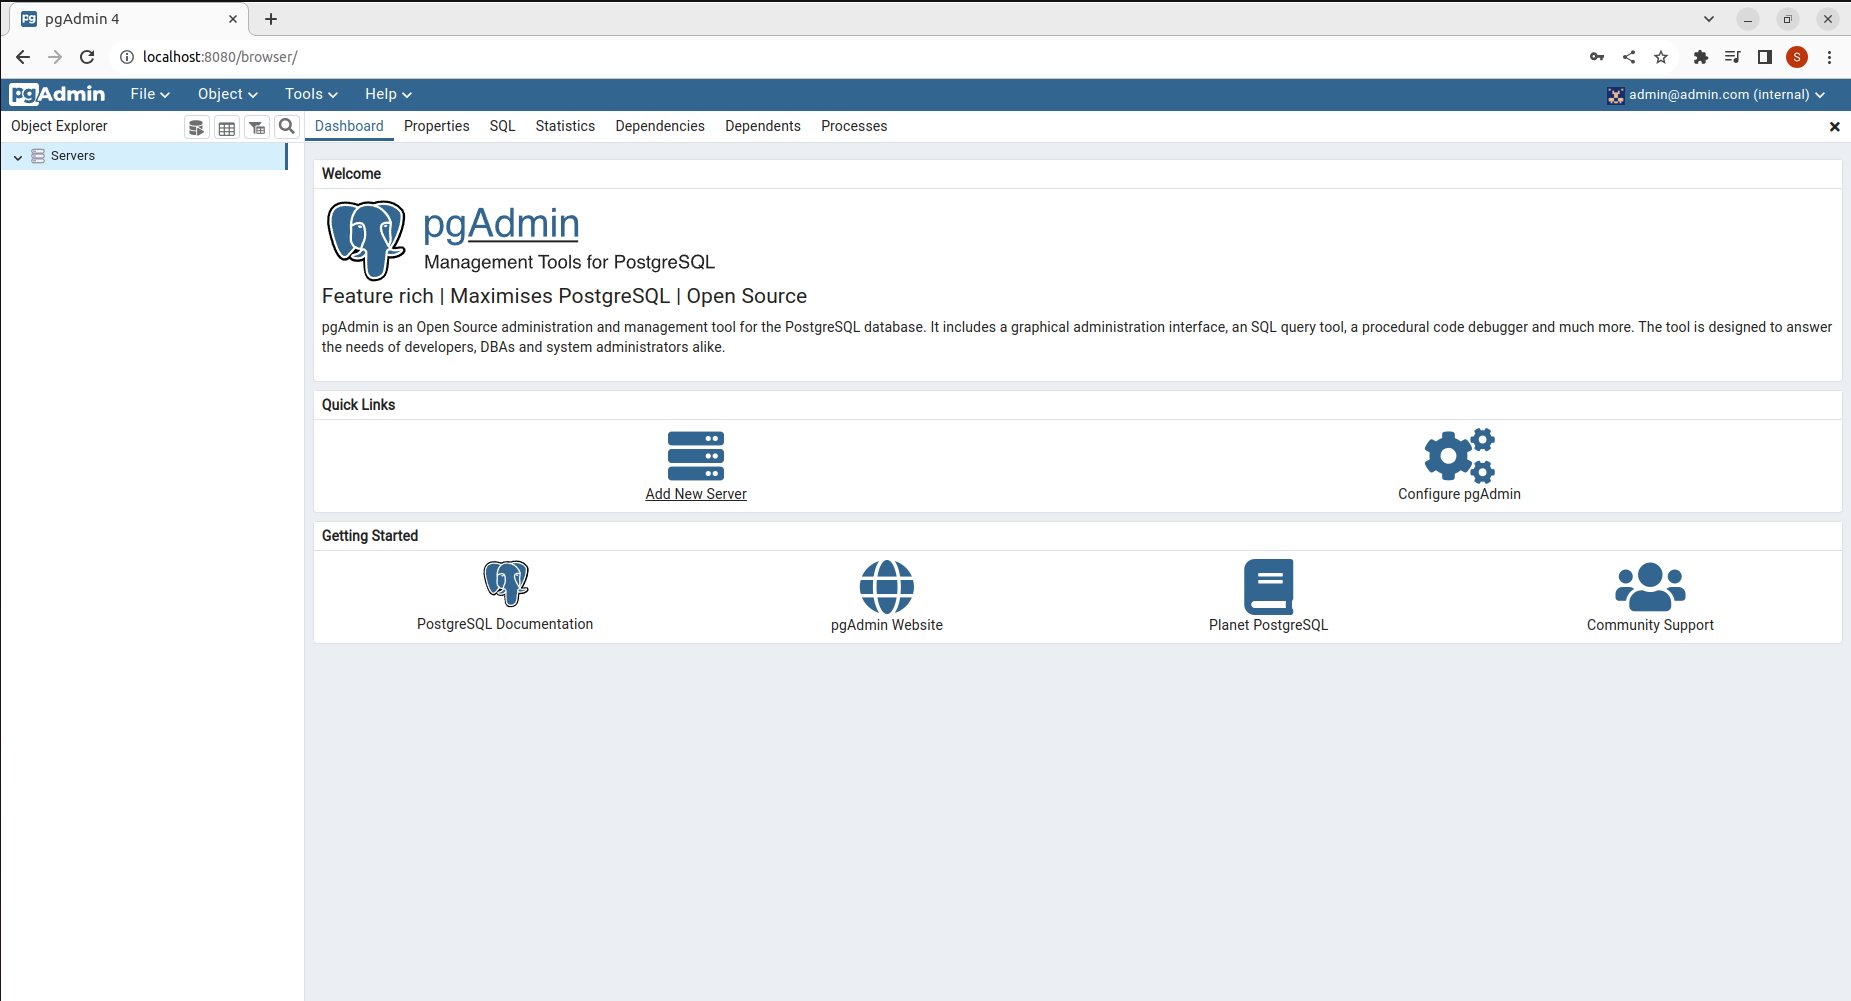 pgAdmin 4
localhost:8080/browser/
S
pgAdmin File Object Tools Help admin@admin.com (internal)
Object Explorer Dashboard Properties SQL Statistics Dependencies Dependents Processes
Servers
Welcome
pgAdmin
Management Tools for PostgreSQL
Feature rich | Maximises PostgreSQL | Open Source
pgAdmin is an Open Source administration and management tool for the PostgreSQL database. It includes a graphical administration interface, an SQL query tool, a procedural code debugger and much more. The tool is designed to answer
the needs of developers, DBAs and system administrators alike.
Quick Links
Add New Server Configure pgAdmin
Getting Started
PostgreSQL Documentation pgAdmin Website Planet PostgreSQL Community Support